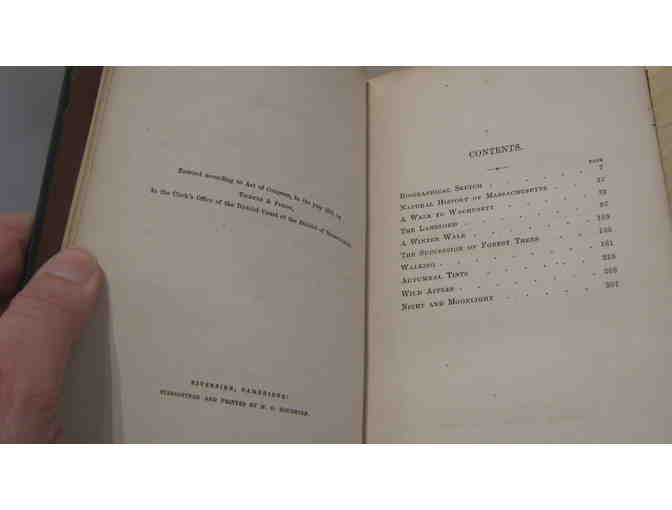 Entered according to Act of Congress, in the year by
Ticknor & Fields,
In the Clerk's Office of the District Court of the District of Massachusetts.
RIVERSIDE, CAMBRIDGE:
STEREOTYPED AND PRINTED BY H. O. HOUGHTON.
CONTENTS.
PAGE
Biographical Sketch 7
Natural History of Massachusetts 37
A Walk to Wachusett
The Landlord 97
A Winter Walk 109
The Succession of Forest Trees
Walking 161
Autumnal Tints
Wild Apples
Night and Moonlight